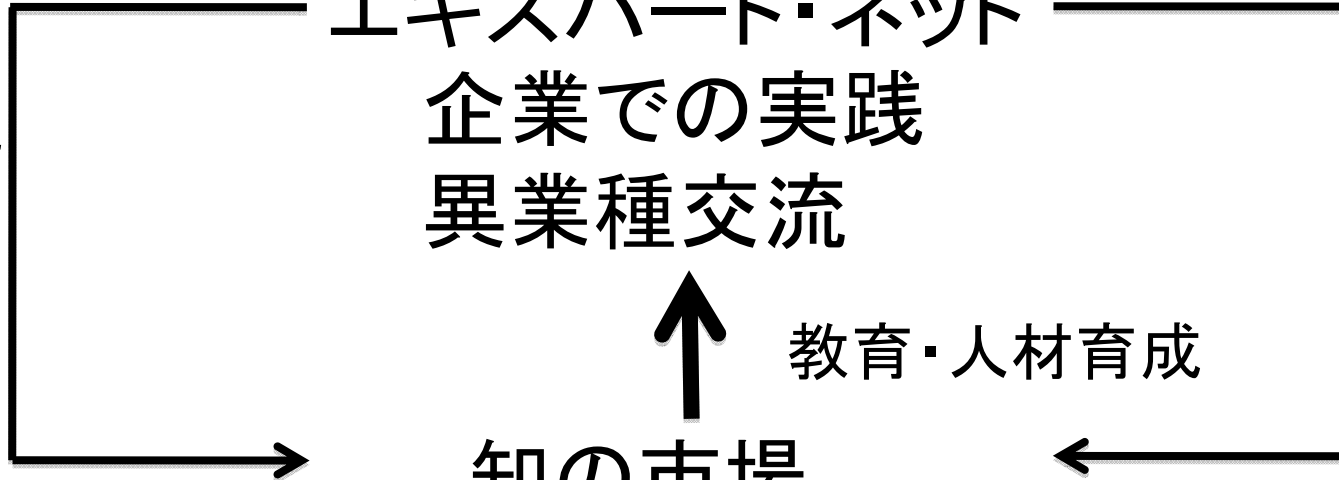 エキスパート・ネット
企業での実践
異業種交流
教育・人材育成
知の市場